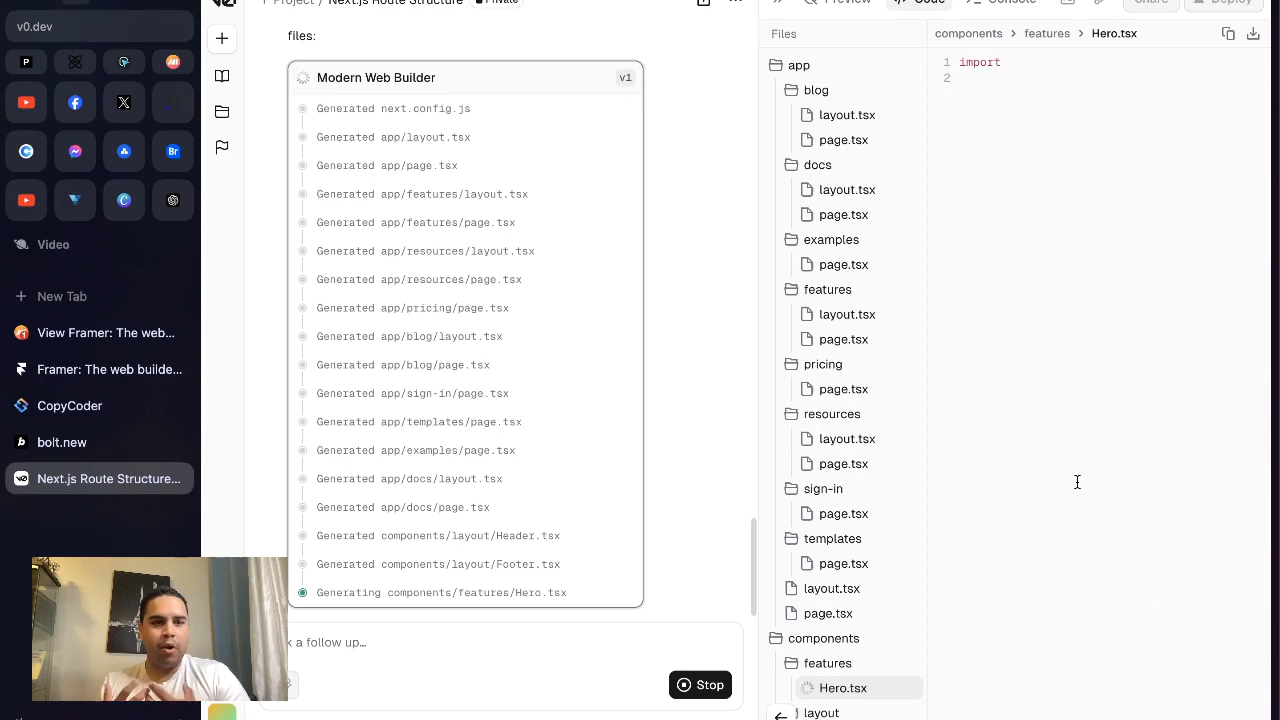 v0.dev
Video
New Tab
View Framer: The web...
Framer: The web builde...
CopyCoder
bolt.new
Next.js Route Structure...
Project / Next.js Route Structure
Private
files:
Modern Web Builder
v1
Generated next.config.js
Generated app/layout.tsx
Generated app/page.tsx
Generated app/features/layout.tsx
Generated app/features/page.tsx
Generated app/resources/layout.tsx
Generated app/resources/page.tsx
Generated app/pricing/page.tsx
Generated app/blog/layout.tsx
Generated app/blog/page.tsx
Generated app/sign-in/page.tsx
Generated app/templates/page.tsx
Generated app/examples/page.tsx
Generated app/docs/layout.tsx
Generated app/docs/page.tsx
Generated components/layout/Header.tsx
Generated components/layout/Footer.tsx
Generating components/features/Hero.tsx
a follow up...
Stop
Preview
Code
Console
Share
Deploy
Files
app
blog
layout.tsx
page.tsx
docs
layout.tsx
page.tsx
examples
page.tsx
features
layout.tsx
page.tsx
pricing
page.tsx
resources
layout.tsx
page.tsx
sign-in
page.tsx
templates
page.tsx
layout.tsx
page.tsx
components
features
Hero.tsx
layout
components › features › Hero.tsx
1 import
2